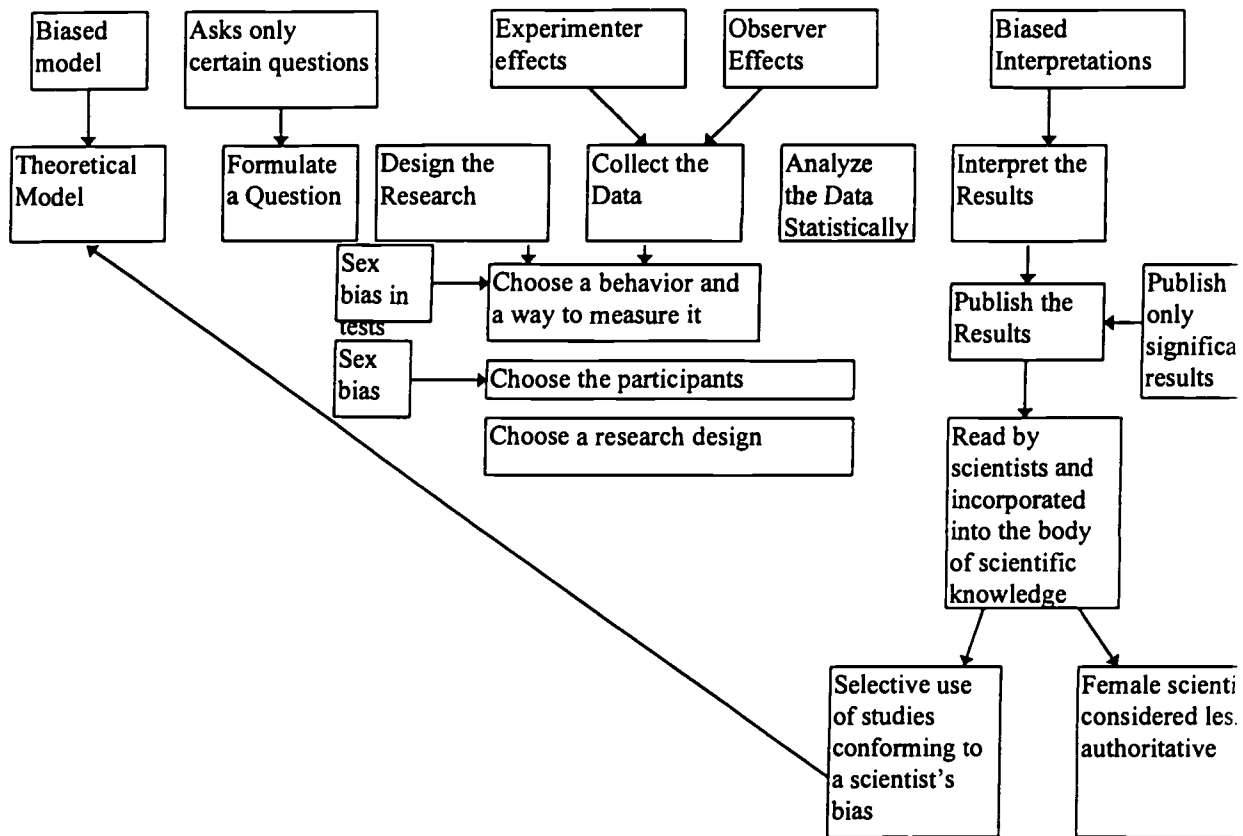 Biased
model
Asks only
certain questions
Experimenter
effects
Observer
Effects
Biased
Interpretations
Theoretical
Model
Formulate
a Question
Design the
Research
Collect the
Data
Analyze
the Data
Statistically
Interpret the
Results
Sex
bias in
tests
Choose a behavior and
a way to measure it
Publish the
Results
Publish
only
results
Sex
bias
Choose the participants
Choose a research design
Read by
scientists and
incorporated
into the body
of scientific
knowledge
Selective use
of studies
conforming to
a scientist's
bias
Female
considered
authoritative